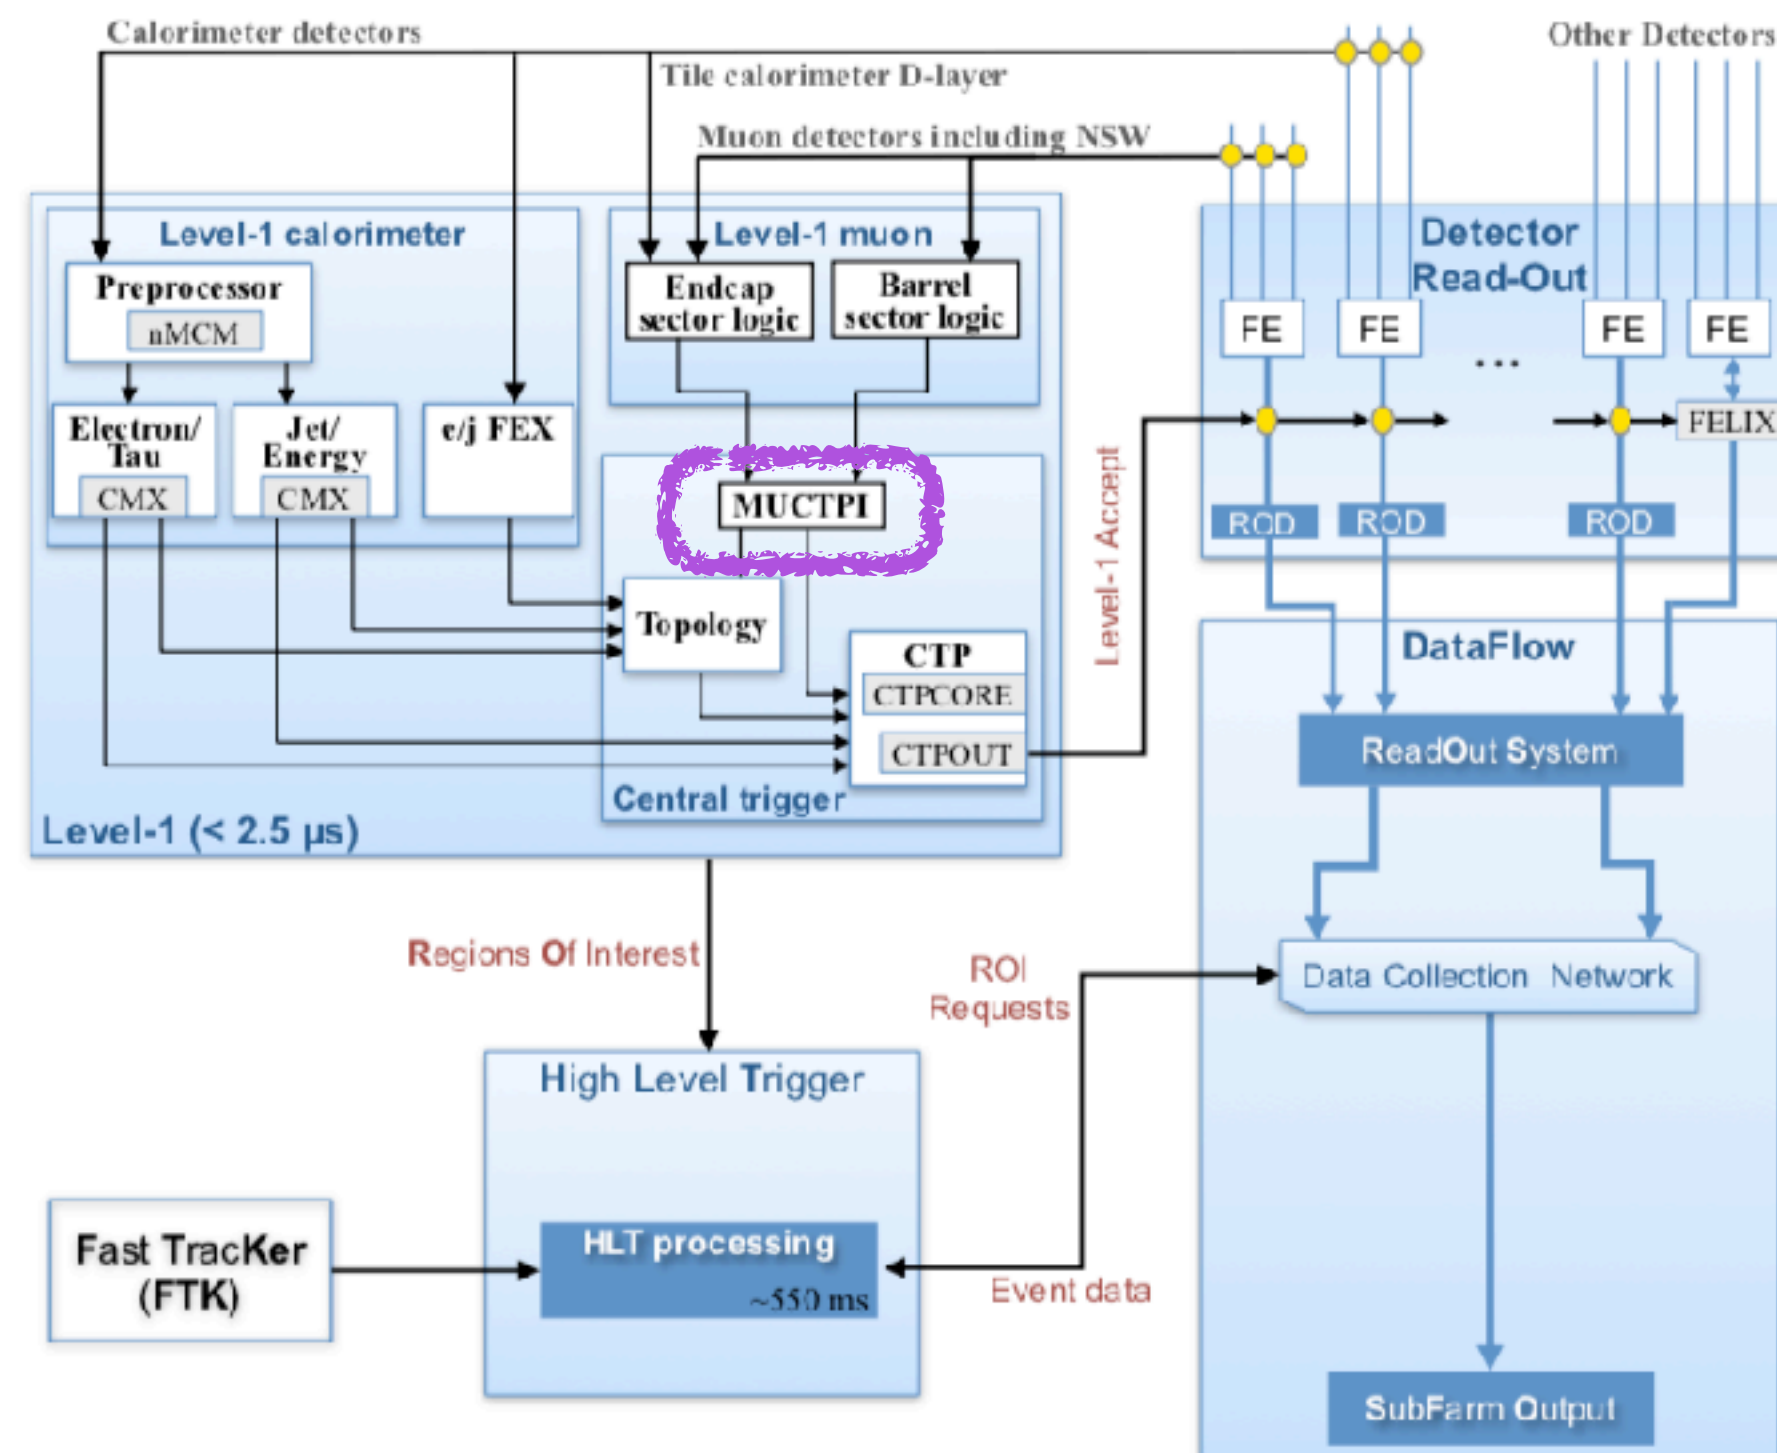 Calorimeter detectors
Other Detectors
Tile calorimeter D-layer
Muon detectors including NSW
Level-1 calorimeter
Preprocessor
nMCM
Electron/
Tau
CMX
Jet/
Energy
CMX
e/j FEX
Level-1 muon
Endcap
sector logic
Barrel
sector logic
MUCTPI
Topology
CTP
CTPCORE
CTPOUT
Central trigger
Level-1 (< 2.5 µs)
Level-1 Accept
Detector
Read-Out
FE
FE
FE
FE
...
FELIX
ROD
ROD
ROD
DataFlow
ReadOut System
Data Collection Network
SubFarm Output
Regions Of Interest
ROI
Requests
High Level Trigger
HLT processing
~550 ms
Event data
Fast TracKer
(FTK)